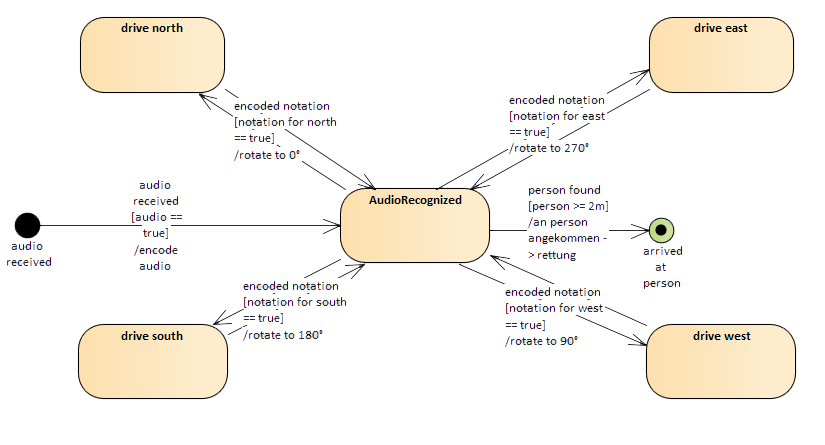 drive north
drive east
encoded notation
[notation for north
== true]
/rotate to 0°
encoded notation
[notation for east
== true]
/rotate to 270°
audio
received
[audio ==
true]
/encode
audio
AudioRecognized
person found
[person >= 2m]
/an person
angekommen -
> rettung
audio
received
arrived
at
person
encoded notation
[notation for south
== true]
/rotate to 180°
encoded notation
[notation for west
== true]
/rotate to 90°
drive south
drive west